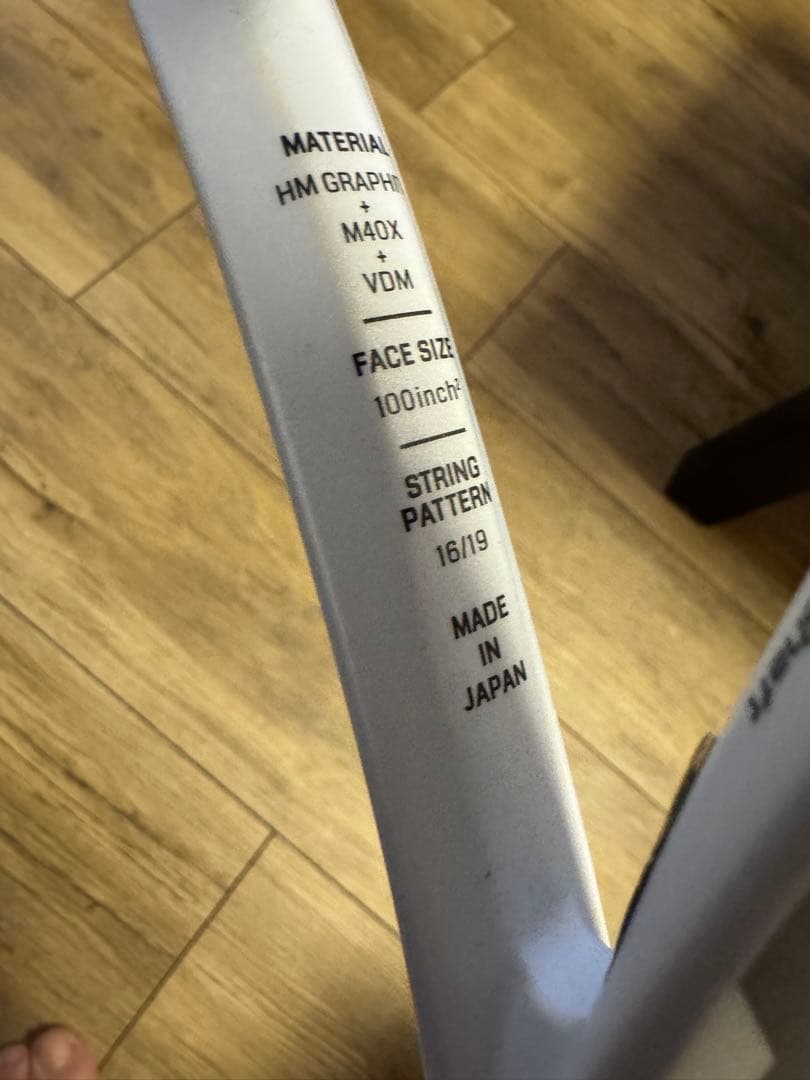 MATERIAL
HM GRAPHIT
+
M40X
+
VDM
FACE SIZE
100inch²
STRING
PATTERN
16/19
MADE
IN
JAPAN